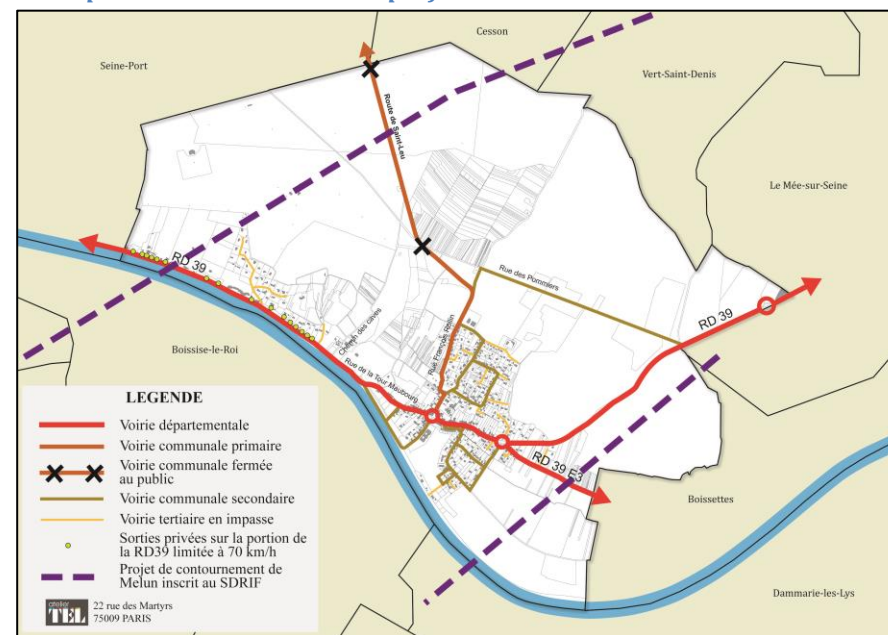 Cesson
Seine-Port
Vert-Saint-Denis
Route de Saint-Leu
Le Mée-sur-Seine
RD 39
Rue des Pommiers
RD 39
Chemin des caves
Rue François Rollin
Boissise-le-Roi
Rue de la Tour Maubourg
RD 39 E3
Boissettes
Dammarie-les-Lys
LEGENDE
Voirie départementale
Voirie communale primaire
Voirie communale fermée
au public
Voirie communale secondaire
Voirie tertiaire en impasse
Sorties privées sur la portion de
la RD39 limitée à 70 km/h
Projet de contournement de
Melun inscrit au SDRIF
atelier
TEL
22 rue des Martyrs
75009 PARIS